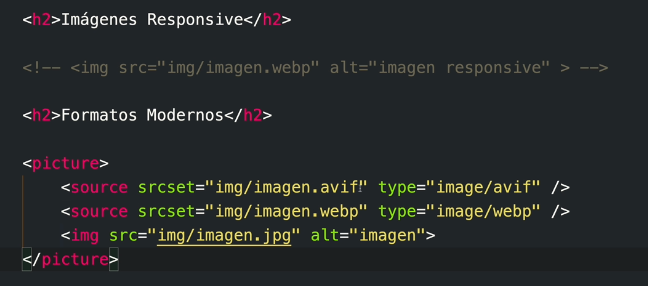 <h2>Imágenes Responsive</h2>
<!-- <img src="img/imagen.webp" alt="imagen responsive" > -->
<h2>Formatos Modernos</h2>
<picture>
<source srcset="img/imagen.avif" type="image/avif" />
<source srcset="img/imagen.webp" type="image/webp" />
<img src="img/imagen.jpg" alt="imagen">
</picture>